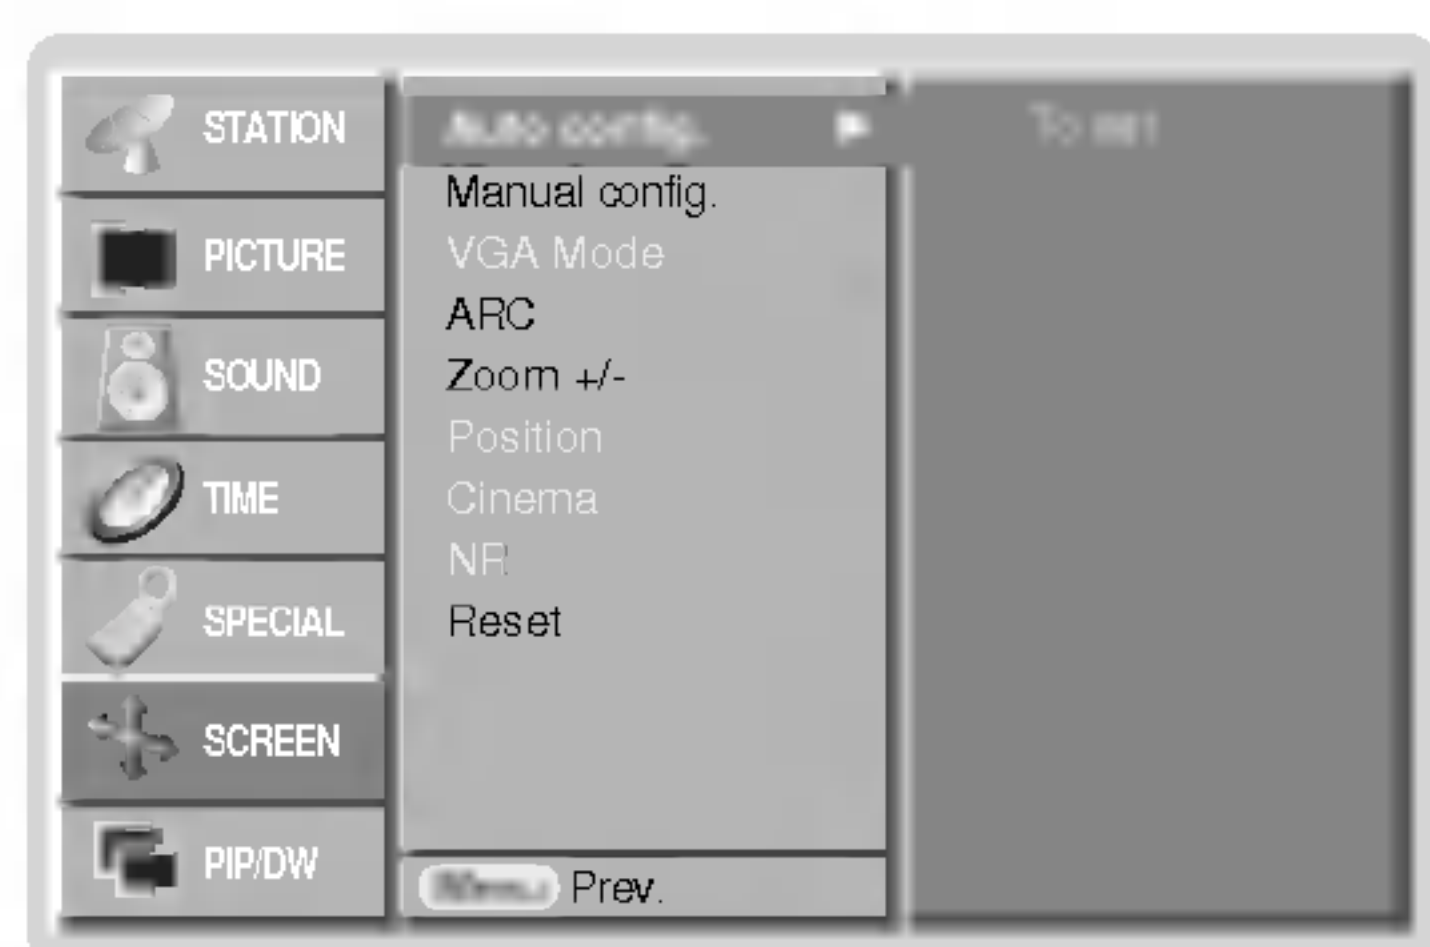 STATION
PICTURE
SOUND
TIME
SPECIAL
SCREEN
PIP/DW
Auto config.
Manual config.
VGA Mode
ARC
Zoom +/-
Position
Cinema
NR
Reset
Menu Prev.
To set